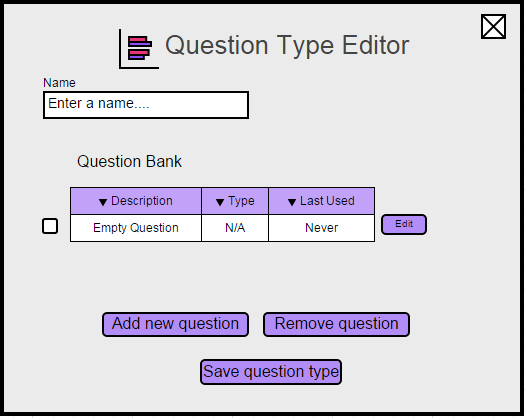 Question Type Editor
Name
Enter a name....
Question Bank
▼ Description ▼ Type ▼ Last Used
Empty Question N/A Never Edit
Add new question Remove question
Save question type